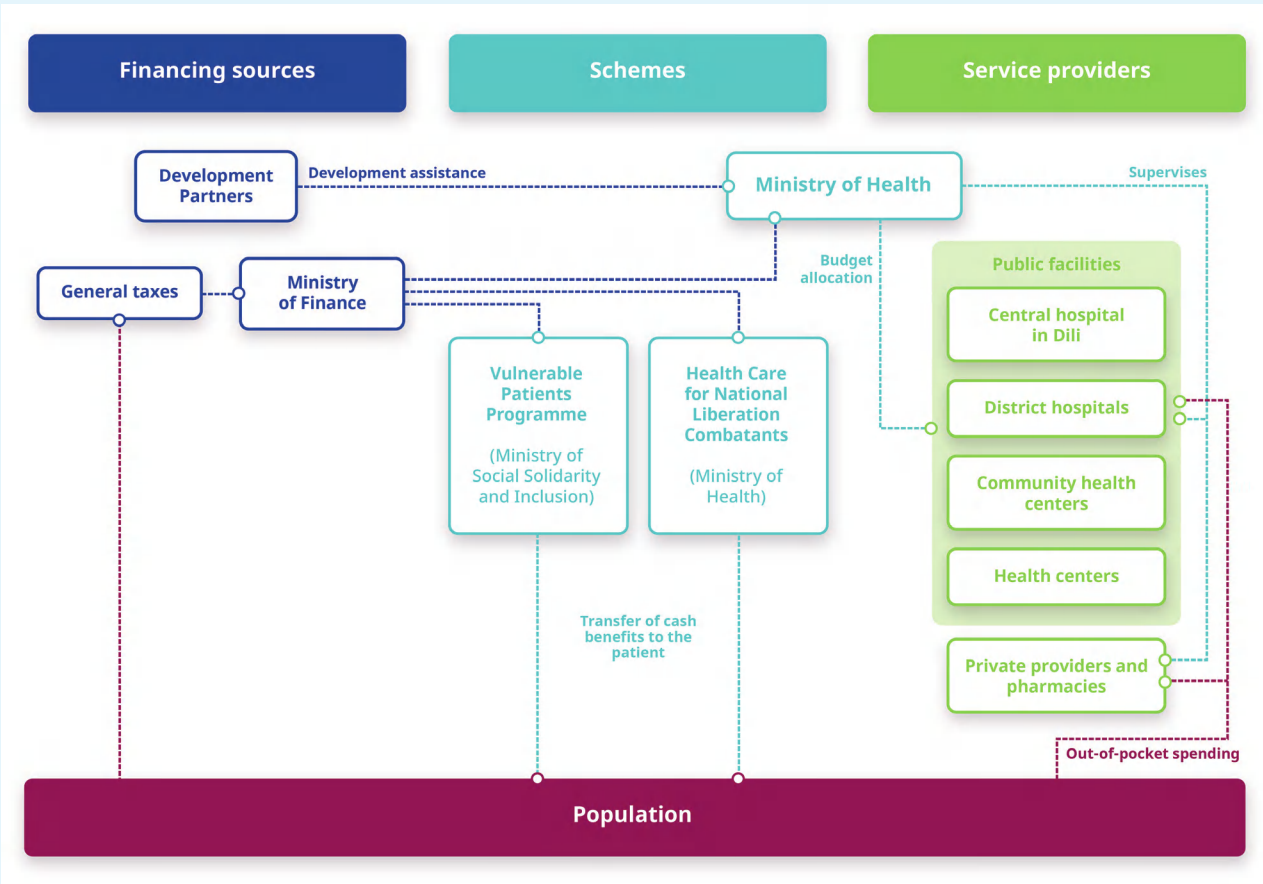 Financing sources
Schemes
Service providers
Development
Partners
Development assistance
Ministry of Health
Supervises
General taxes
Ministry
of Finance
Budget
allocation
Public facilities
Central hospital
in Dili
District hospitals
Community health
centers
Health centers
Private providers and
pharmacies
Vulnerable
Patients
Programme
(Ministry of
Social Solidarity
and Inclusion)
Health Care
for National
Liberation
Combatants
(Ministry of
Health)
Transfer of cash
benefits to the
patient
Out-of-pocket spending
Population